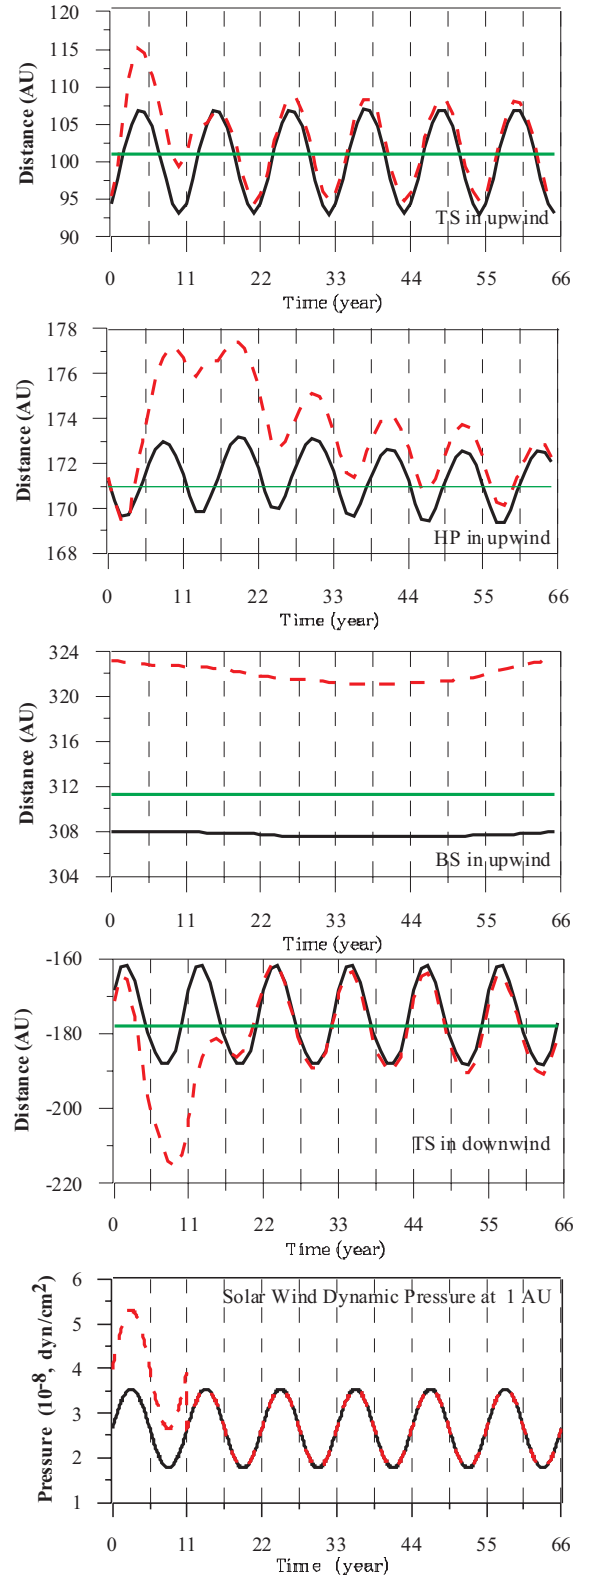 120
115
110
105
100
95
90
Distance (AU)
TS in upwind
0 11 22 33 44 55 66
Time (year)
178
176
174
172
170
168
Distance (AU)
HP in upwind
0 11 22 33 44 55 66
Time (year)
324
320
316
312
308
304
Distance (AU)
BS in upwind
0 11 22 33 44 55 66
Time (year)
-160
-180
-200
-220
Distance (AU)
TS in downwind
0 11 22 33 44 55 66
Time (year)
6
5
4
3
2
1
Pressure (10⁻⁸, dyn/cm²)
Solar Wind Dynamic Pressure at 1 AU
0 11 22 33 44 55 66
Time (year)